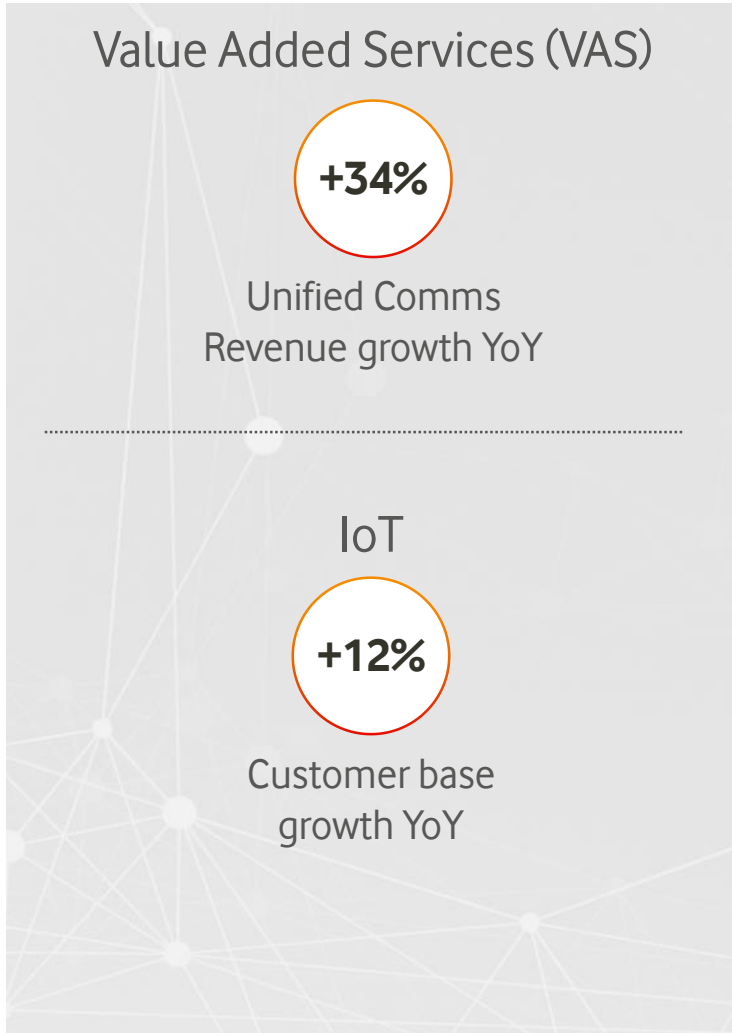 Value Added Services (VAS)
+34%
Unified Comms
Revenue growth YoY
IoT
+12%
Customer base
growth YoY